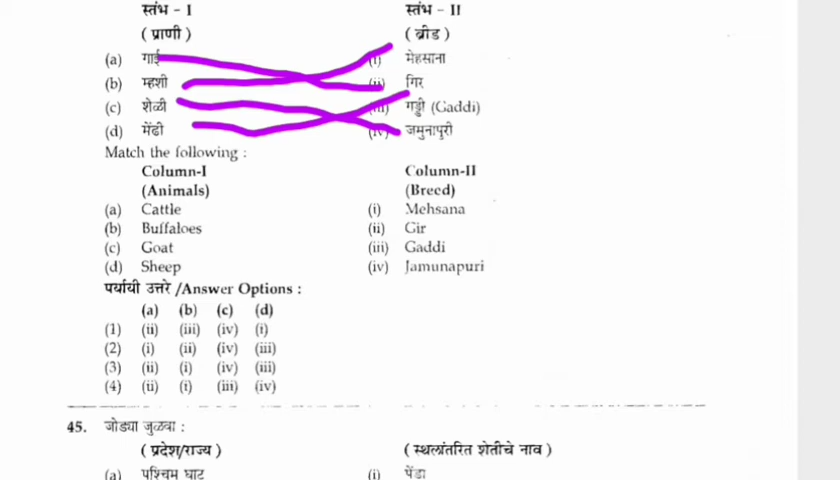 स्तंभ - I स्तंभ - II
( प्राणी ) ( ब्रीड )
(a) गाई (i) मेहसाना
(b) म्हशी (ii) गिर
(c) शेळी (iii) गड्डी (Gaddi)
(d) मेंढी (iv) जमुनापुरी
Match the following :
Column-I Column-II
(Animals) (Breed)
(a) Cattle (i) Mehsana
(b) Buffaloes (ii) Gir
(c) Goat (iii) Gaddi
(d) Sheep (iv) Jamunapuri
पर्यायी उत्तरे /Answer Options :
(a) (b) (c) (d)
(1) (ii) (iii) (iv) (i)
(2) (i) (ii) (iv) (iii)
(3) (ii) (i) (iv) (iii)
(4) (ii) (i) (iii) (iv)
45. जोड्या जुळवा :
( प्रदेश/राज्य ) ( स्थलांतरित शेतीचे नाव )
(a) पश्चिम घाट (i) पेंडा